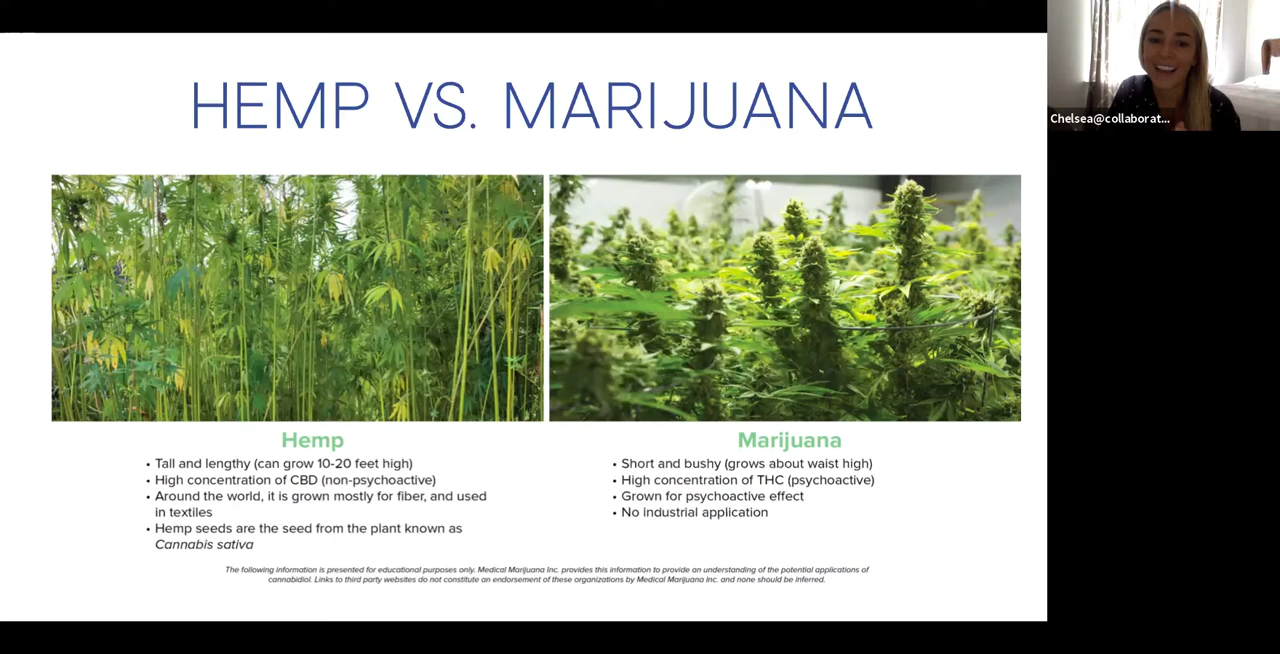 HEMP VS. MARIJUANA
Chelsea@collaborat...
Hemp
• Tall and lengthy (can grow 10-20 feet high)
• High concentration of CBD (non-psychoactive)
• Around the world, it is grown mostly for fiber, and used
in textiles
• Hemp seeds are the seed from the plant known as
Cannabis sativa
Marijuana
• Short and bushy (grows about waist high)
• High concentration of THC (psychoactive)
• Grown for psychoactive effect
• No industrial application
The following information is presented for educational purposes only. Medical Marijuana Inc. provides this information to provide an understanding of the potential applications of
cannabidiol. Links to third party websites do not constitute an endorsement of these organizations by Medical Marijuana Inc. and none should be inferred.